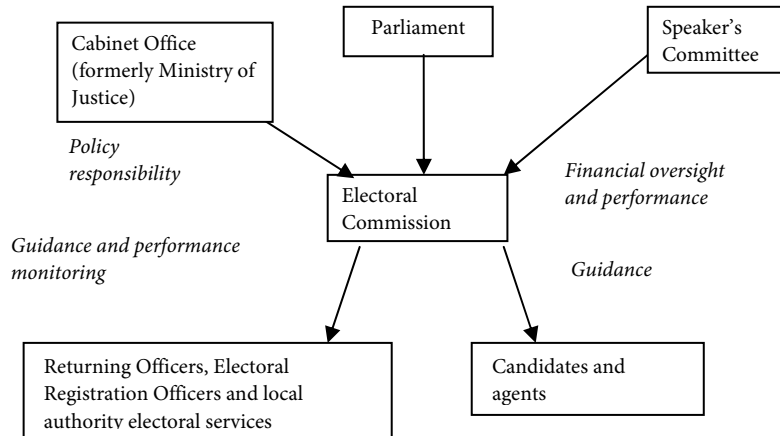 Parliament
Cabinet Office
(formerly Ministry of
Justice)
Speaker's
Committee
Policy
responsibility
Financial oversight
and performance
Electoral
Commission
Guidance and performance
monitoring
Guidance
Returning Officers, Electoral
Registration Officers and local
authority electoral services
Candidates and
agents